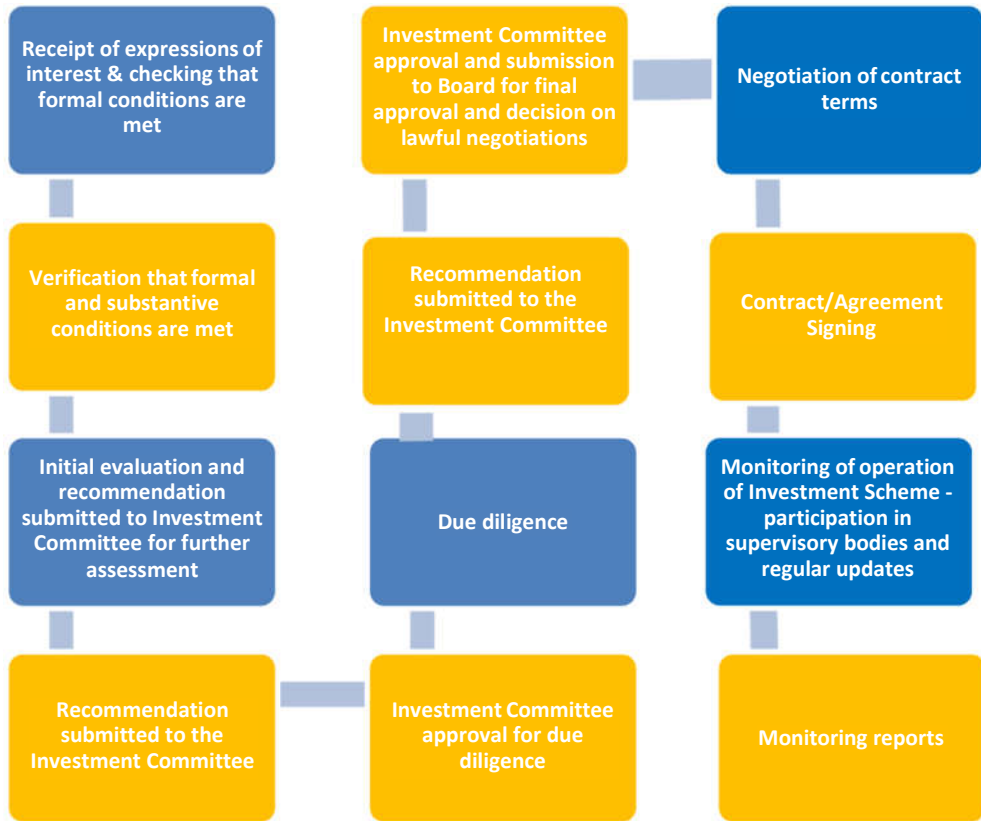 Receipt of expressions of
interest & checking that
formal conditions are
met
Verification that formal
and substantive
conditions are met
Initial evaluation and
recommendation
submitted to Investment
Committee for further
assessment
Recommendation
submitted to the
Investment Committee
Investment Committee
approval for due
diligence
Due diligence
Recommendation
submitted to the
Investment Committee
Investment Committee
approval and submission
to Board for final
approval and decision on
lawful negotiations
Negotiation of contract
terms
Contract/Agreement
Signing
Monitoring of operation
of Investment Scheme -
participation in
supervisory bodies and
regular updates
Monitoring reports